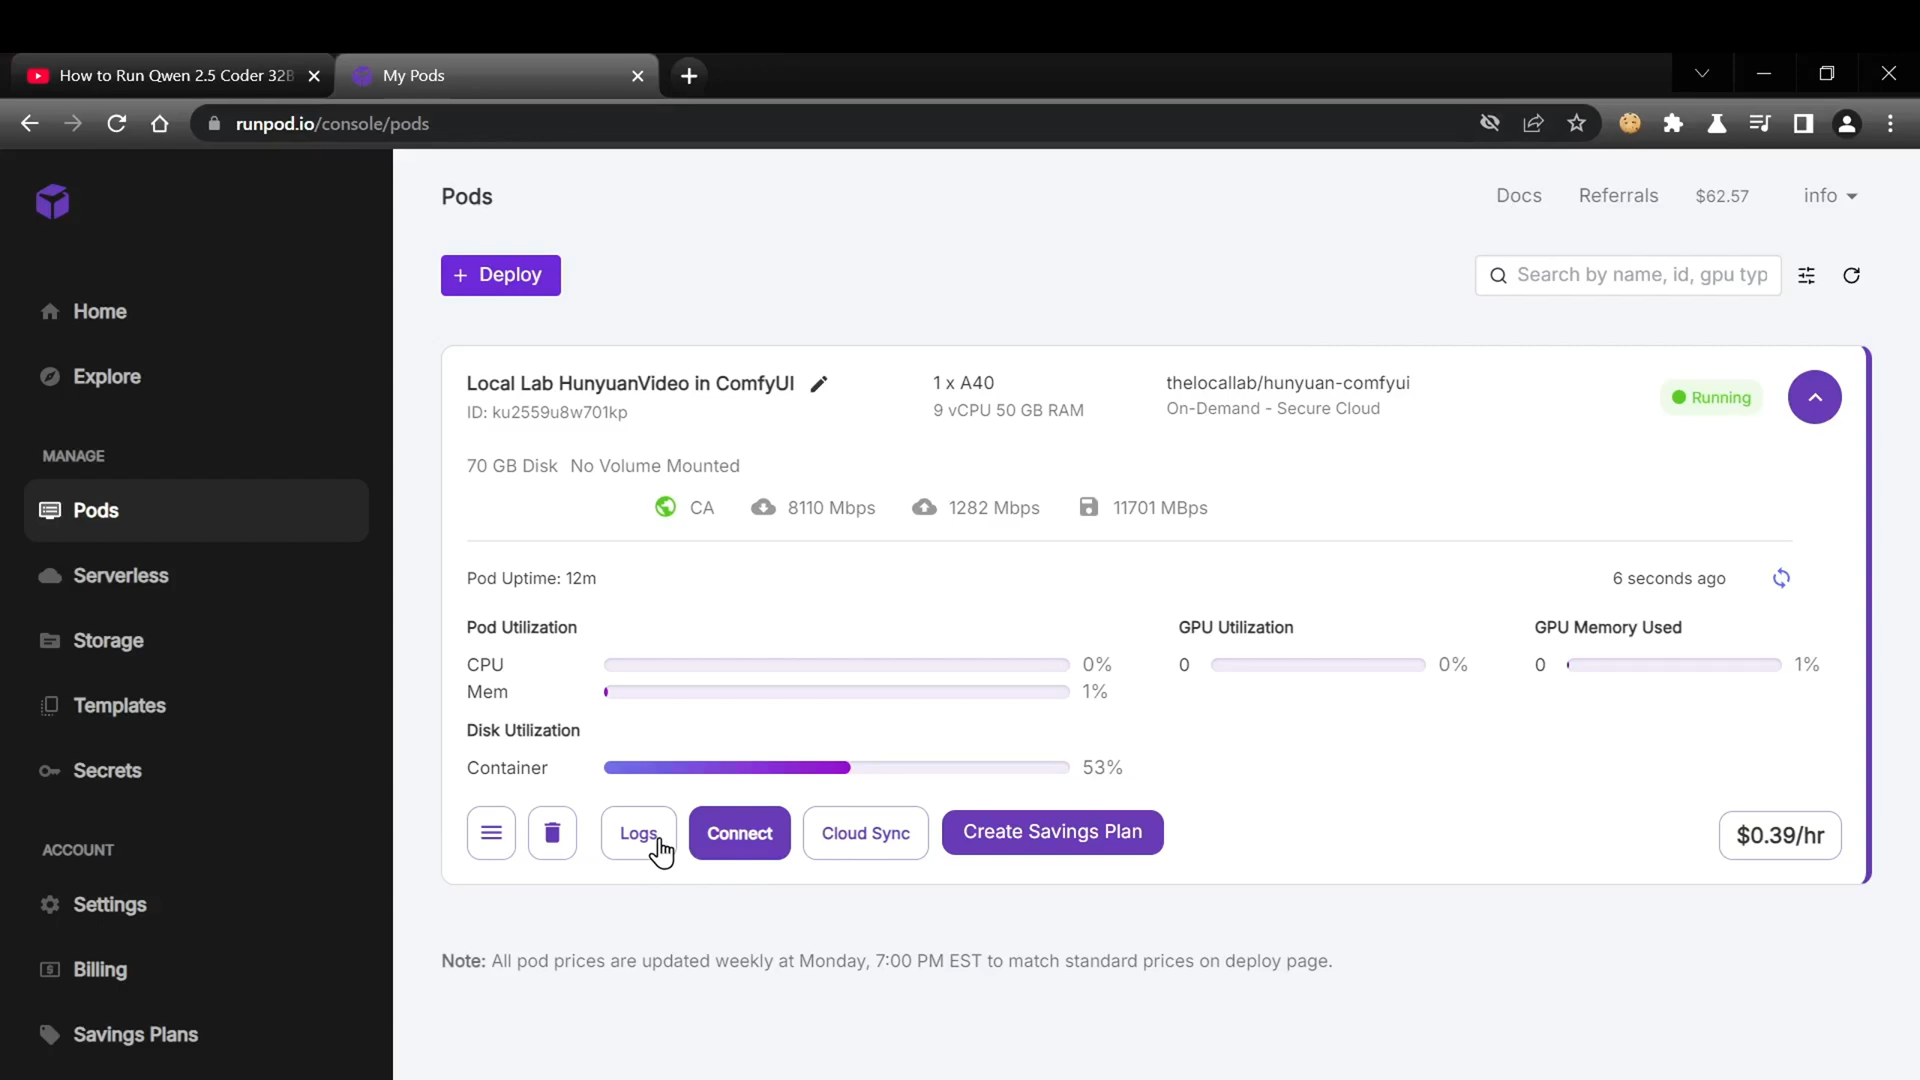 How to Run Qwen 2.5 Coder 32B
My Pods
runpod.io/console/pods
Pods
Docs
Referrals
$62.57
info
+ Deploy
Search by name, id, gpu typ
Home
Explore
MANAGE
Pods
Serverless
Storage
Templates
Secrets
ACCOUNT
Settings
Billing
Savings Plans
Local Lab HunyuanVideo in ComfyUI
ID: ku2559u8w701kp
1 x A40
9 vCPU 50 GB RAM
thelocallab/hunyuan-comfyui
On-Demand - Secure Cloud
Running
70 GB Disk No Volume Mounted
CA
8110 Mbps
1282 Mbps
11701 MBps
Pod Uptime: 12m
6 seconds ago
Pod Utilization
CPU 0%
Mem 1%
GPU Utilization
0 0%
GPU Memory Used
0 1%
Disk Utilization
Container 53%
Logs
Connect
Cloud Sync
Create Savings Plan
$0.39/hr
Note: All pod prices are updated weekly at Monday, 7:00 PM EST to match standard prices on deploy page.